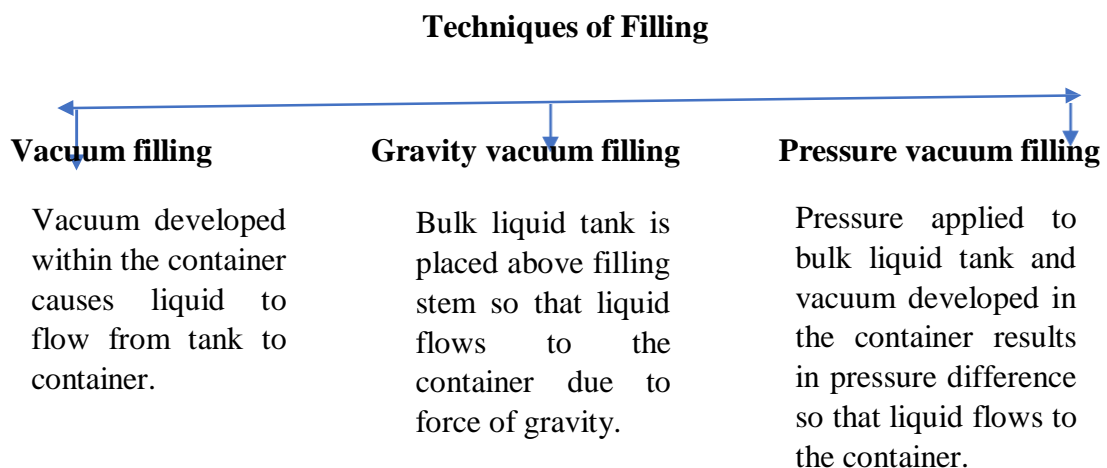 Techniques of Filling
Vacuum filling
Vacuum developed
within the container
causes liquid to
flow from tank to
container.
Gravity vacuum filling
Bulk liquid tank is
placed above filling
stem so that liquid
flows to the
container due to
force of gravity.
Pressure vacuum filling
Pressure applied to
bulk liquid tank and
vacuum developed in
the container results
in pressure difference
so that liquid flows to
the container.